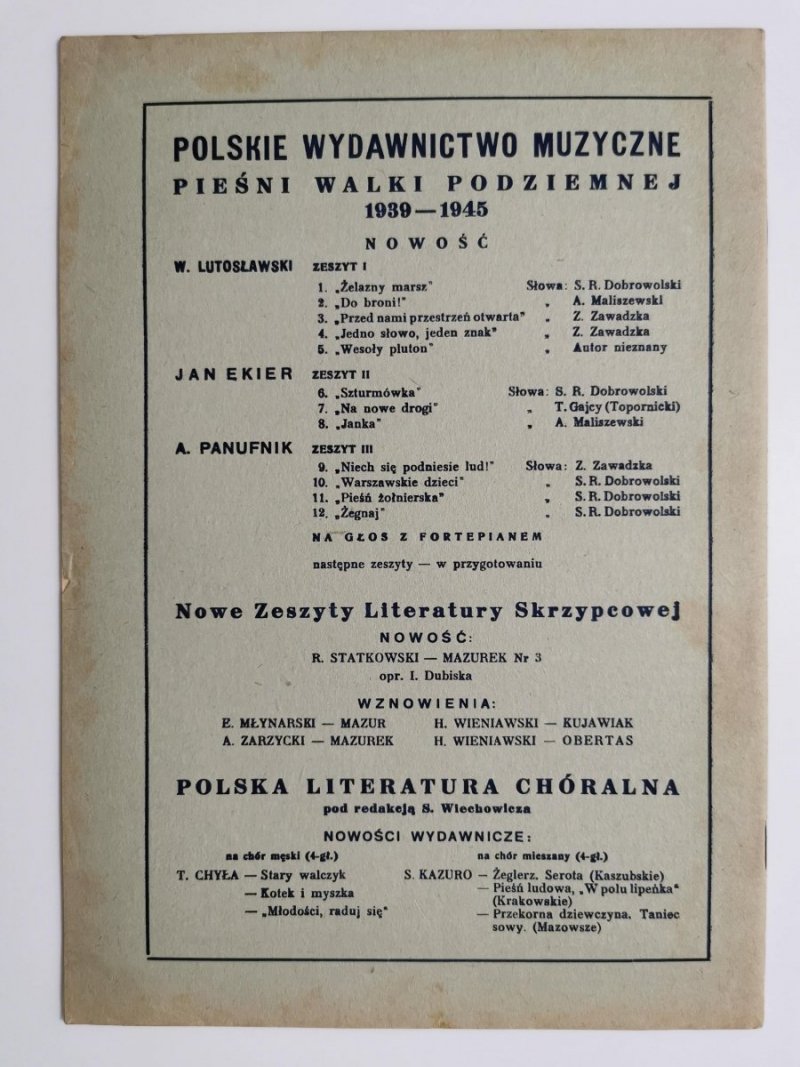 POLSKIE WYDAWNICTWO MUZYCZNE
PIEŚNI WALKI PODZIEMNEJ
1939—1945
NOWOŚĆ
W. LUTOSŁAWSKI ZESZYT I
1. „Żelazny marsz" Słowa: S. R. Dobrowolski
2. „Do broni!" „ A. Maliszewski
3. „Przed nami przestrzeń otwarta" „ Z. Zawadzka
4. „Jedno słowo, jeden znak" „ Z. Zawadzka
5. „Wesoły pluton" „ Autor nieznany
JAN EKIER ZESZYT II
6. „Szturmówka" Słowa: S. R. Dobrowolski
7. „Na nowe drogi" „ T. Gajcy (Topornicki)
8. „Janka" „ A. Maliszewski
A. PANUFNIK ZESZYT III
9. „Niech się podniesie lud!" Słowa: Z. Zawadzka
10. „Warszawskie dzieci" „ S. R. Dobrowolski
11. „Pieśń żołnierska" „ S. R. Dobrowolski
12. „Żegnaj" „ S. R. Dobrowolski
NA GŁOS Z FORTEPIANEM
następne zeszyty — w przygotowaniu
Nowe Zeszyty Literatury Skrzypcowej
NOWOŚĆ:
R. STATKOWSKI — MAZUREK Nr 3
opr. I. Dubiska
WZNOWIENIA:
E. MŁYNARSKI — MAZUR H. WIENIAWSKI — KUJAWIAK
A. ZARZYCKI — MAZUREK H. WIENIAWSKI — OBERTAS
POLSKA LITERATURA CHÓRALNA
pod redakcją S. Wiechowicza
NOWOŚCI WYDAWNICZE:
na chór męski (4-gł.) na chór mieszany (4-gł.)
T. CHYŁA — Stary walczyk S. KAZURO — Żeglerz. Serota (Kaszubskie)
— Kotek i myszka — Pieśń ludowa, „W polu lipeńka"
(Krakowskie)
— „Młodości, raduj się" — Przekorna dziewczyna. Taniec
sowy. (Mazowsze)